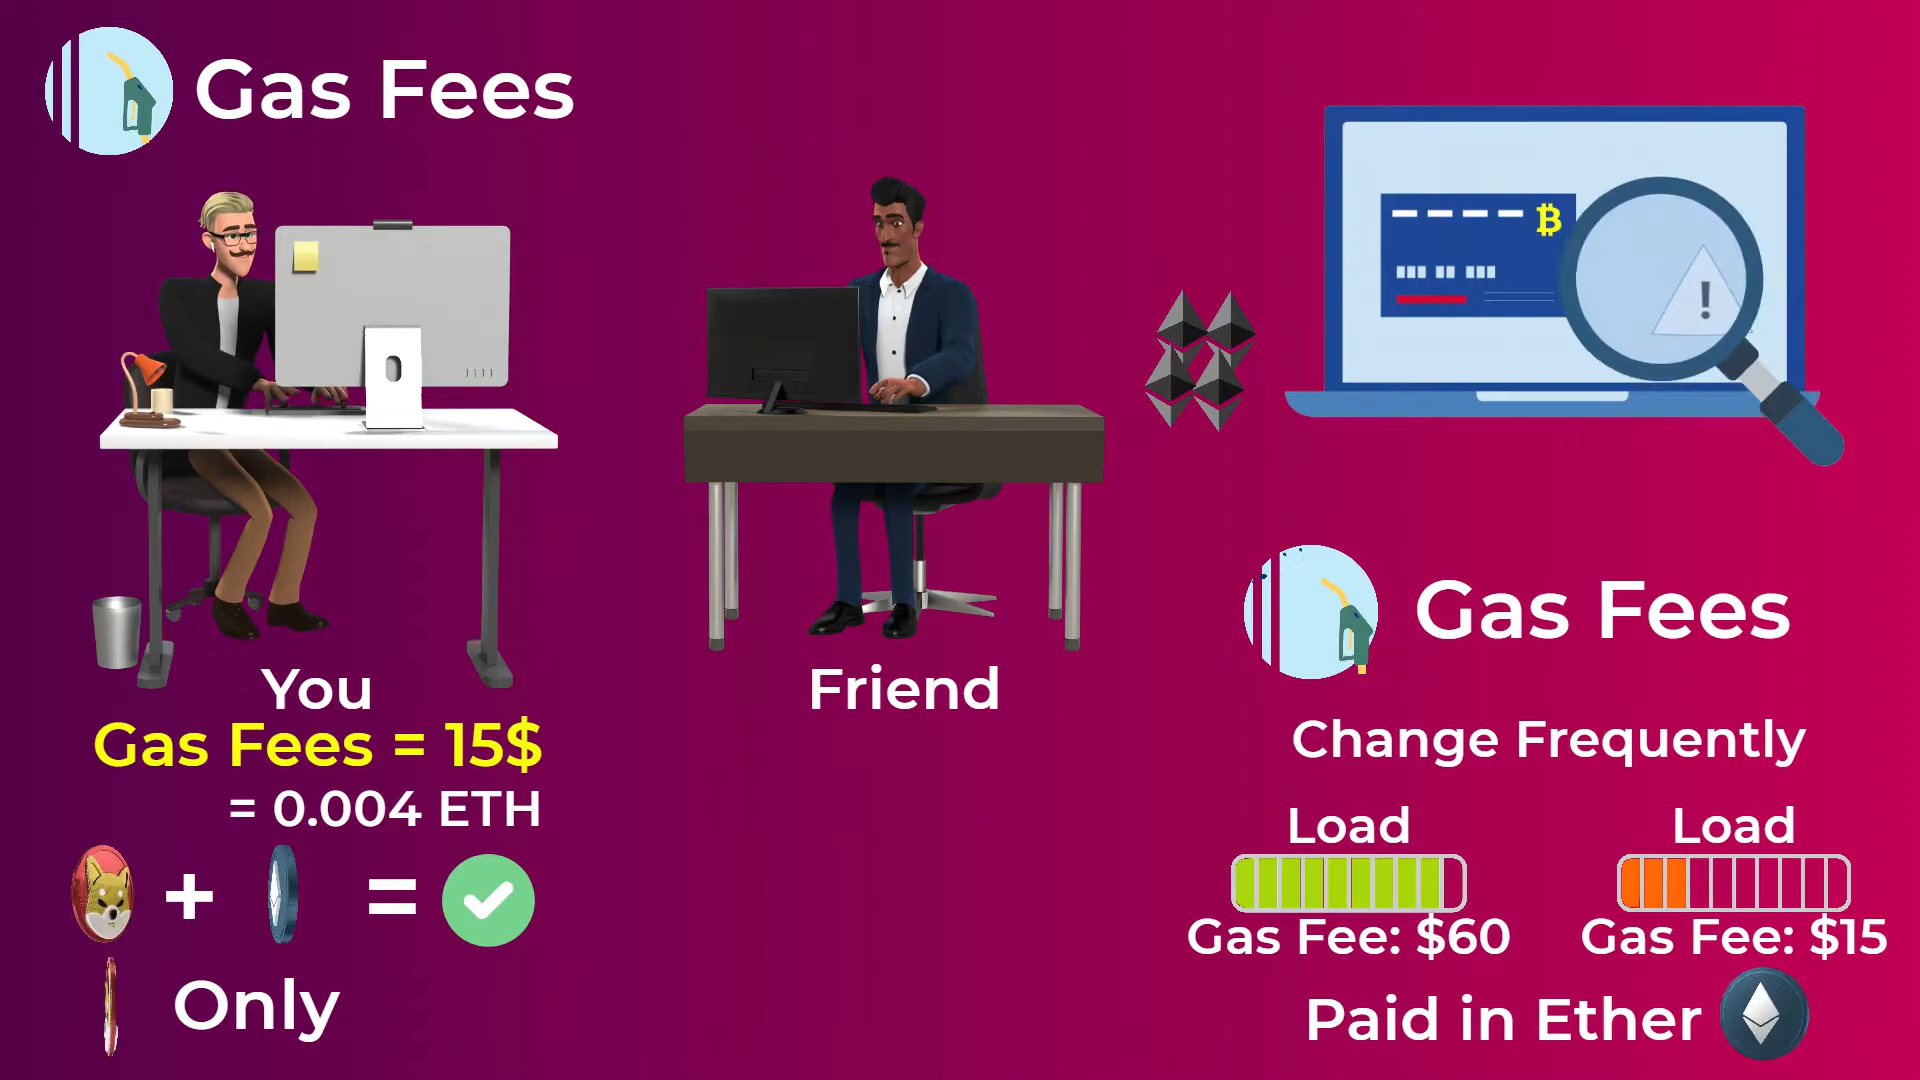 Gas Fees
You
Gas Fees = 15$
= 0.004 ETH
+ =
Only
Friend
!
Gas Fees
Change Frequently
Load
Gas Fee: $60
Load
Gas Fee: $15
Paid in Ether